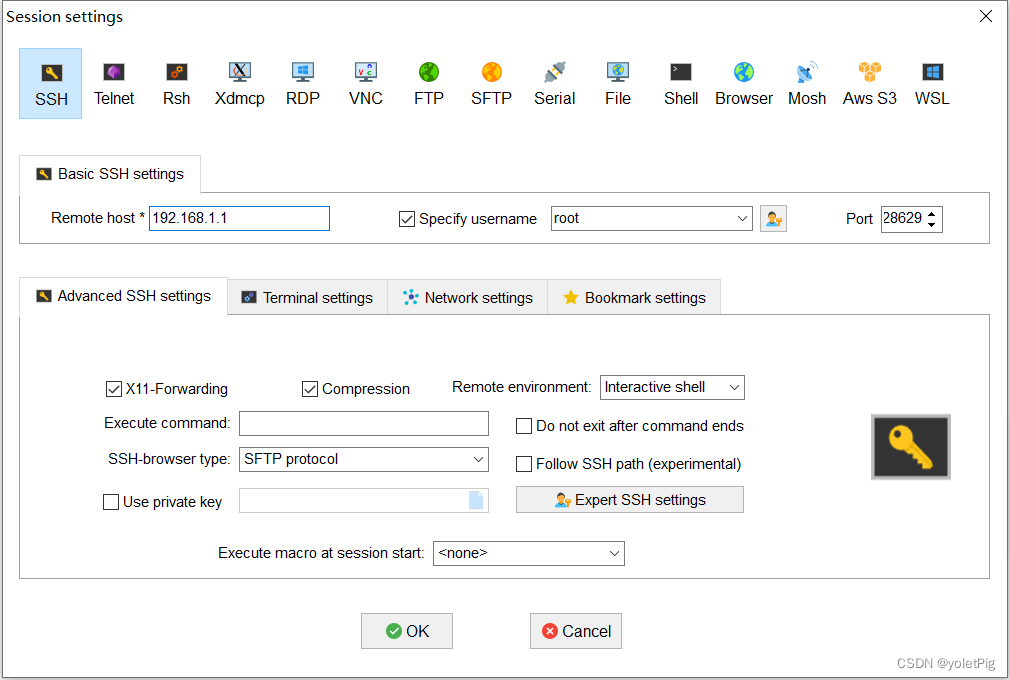 Session settings
SSH Telnet Rsh Xdmcp RDP VNC FTP SFTP Serial File Shell Browser Mosh Aws S3 WSL
Basic SSH settings
Remote host * 192.168.1.1 Specify username root Port 28629
Advanced SSH settings Terminal settings Network settings Bookmark settings
X11-Forwarding Compression Remote environment: Interactive shell
Execute command: Do not exit after command ends
SSH-browser type: SFTP protocol Follow SSH path (experimental)
Use private key Expert SSH settings
Execute macro at session start: <none>
OK Cancel
CSDN @yoletPig